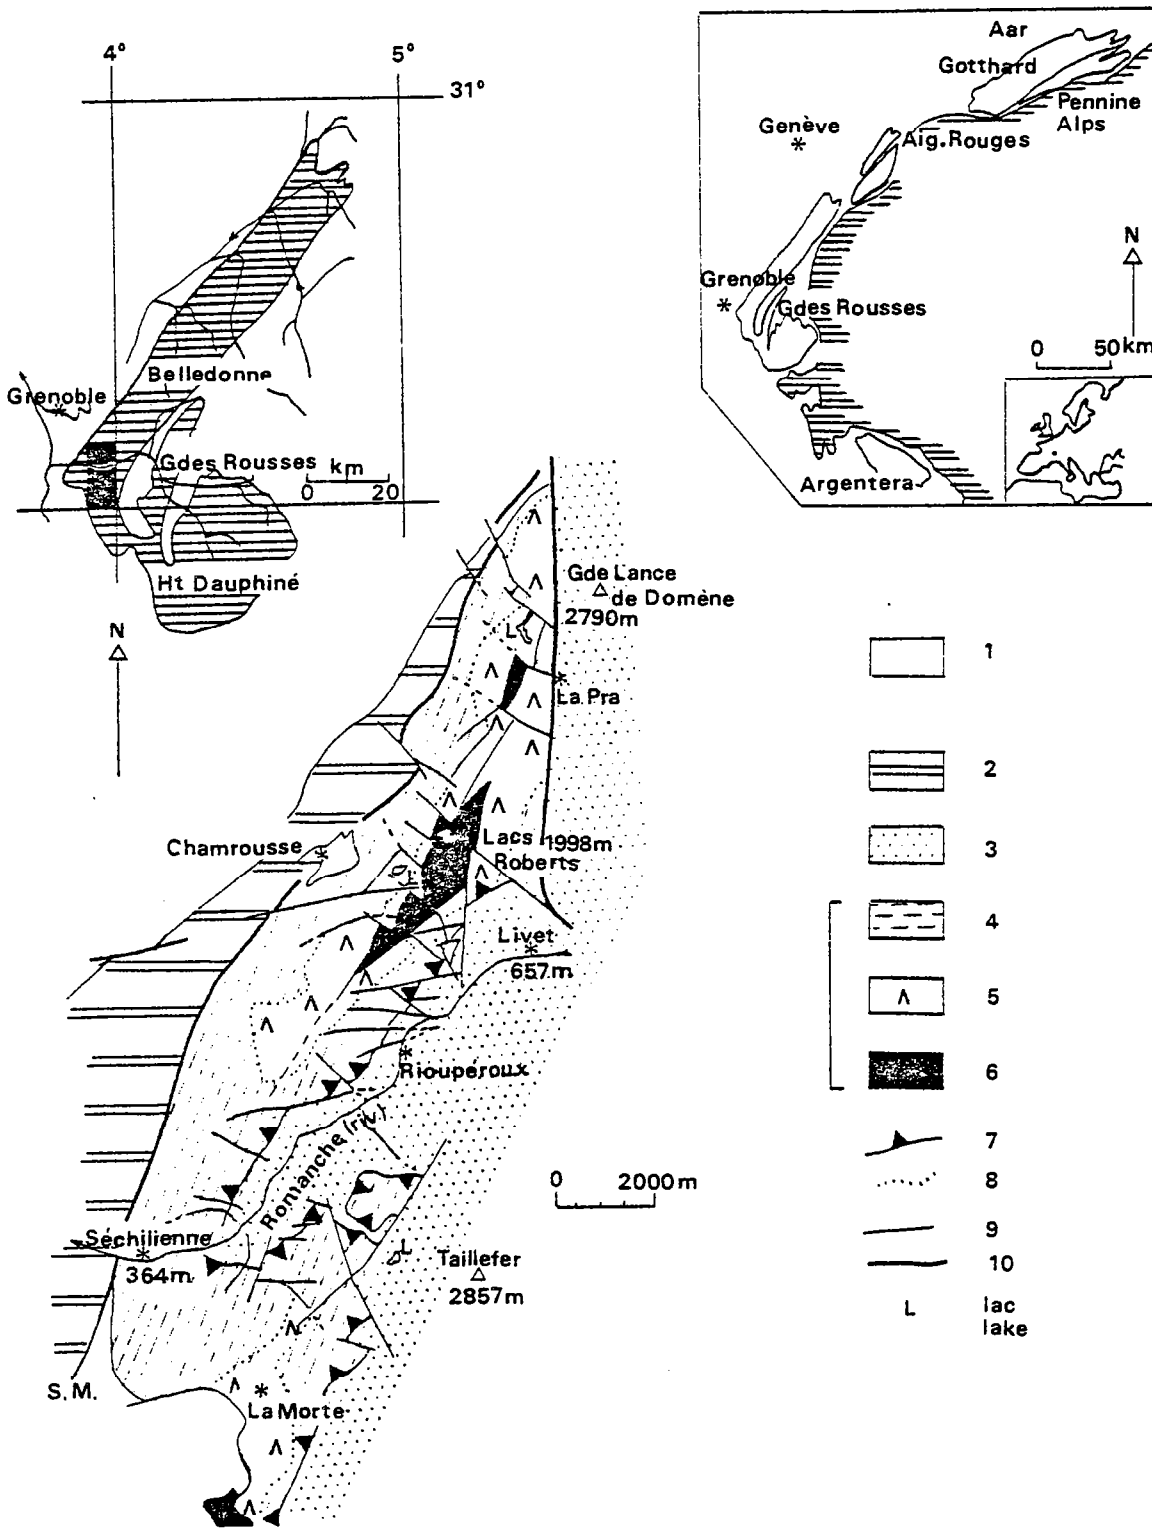 4°
5°
31°
Grenoble
Belledonne
Gdes Rousses
km
0 20
Ht Dauphiné
N
Aar
Gotthard
Pennine
Alps
Genève
Aig.Rouges
N
Grenoble
Gdes Rousses
0 50km
Argentera
Gde Lance
de Domène
2790m
L
La Pra
Chamrousse
Lacs 1998m
Roberts
L
Livet
657m
Rioupéroux
Romanche (riv.)
0 2000m
Séchilienne
364m
L
Taillefer
2857m
S.M.
La Morte
1
2
3
4
5
6
7
8
9
10
L lac
lake